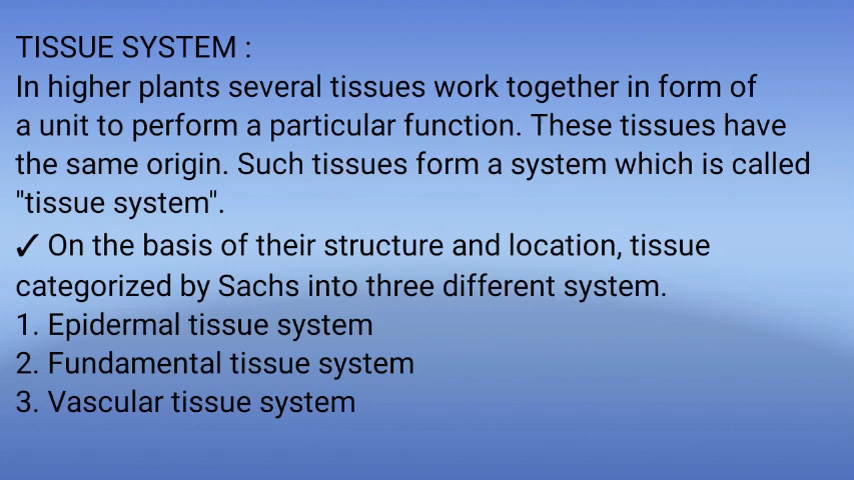 TISSUE SYSTEM :
In higher plants several tissues work together in form of
a unit to perform a particular function. These tissues have
the same origin. Such tissues form a system which is called
"tissue system".
✓ On the basis of their structure and location, tissue
categorized by Sachs into three different system.
1. Epidermal tissue system
2. Fundamental tissue system
3. Vascular tissue system